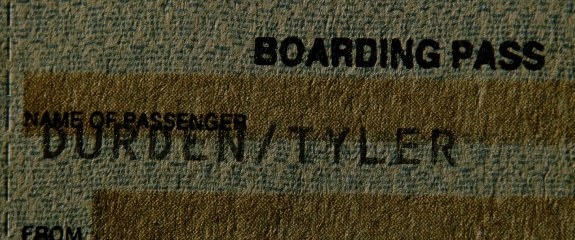 BOARDING PASS
NAME OF PASSENGER
DURDEN/TYLER
FROM